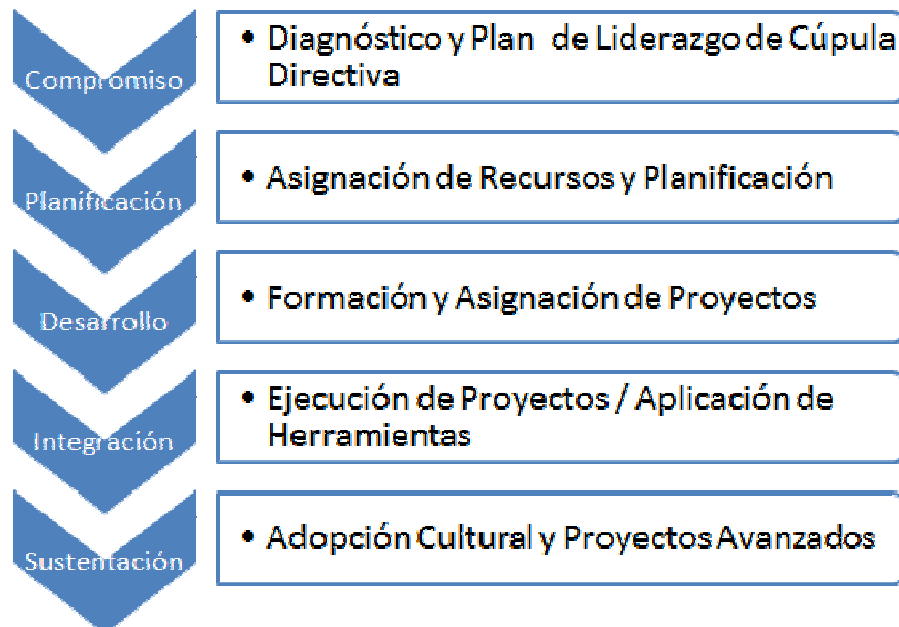 Compromiso
• Diagnóstico y Plan de Liderazgo de Cúpula
Directiva
Planificación
• Asignación de Recursos y Planificación
Desarrollo
• Formación y Asignación de Proyectos
Integración
• Ejecución de Proyectos / Aplicación de
Herramientas
Sustentación
• Adopción Cultural y Proyectos Avanzados